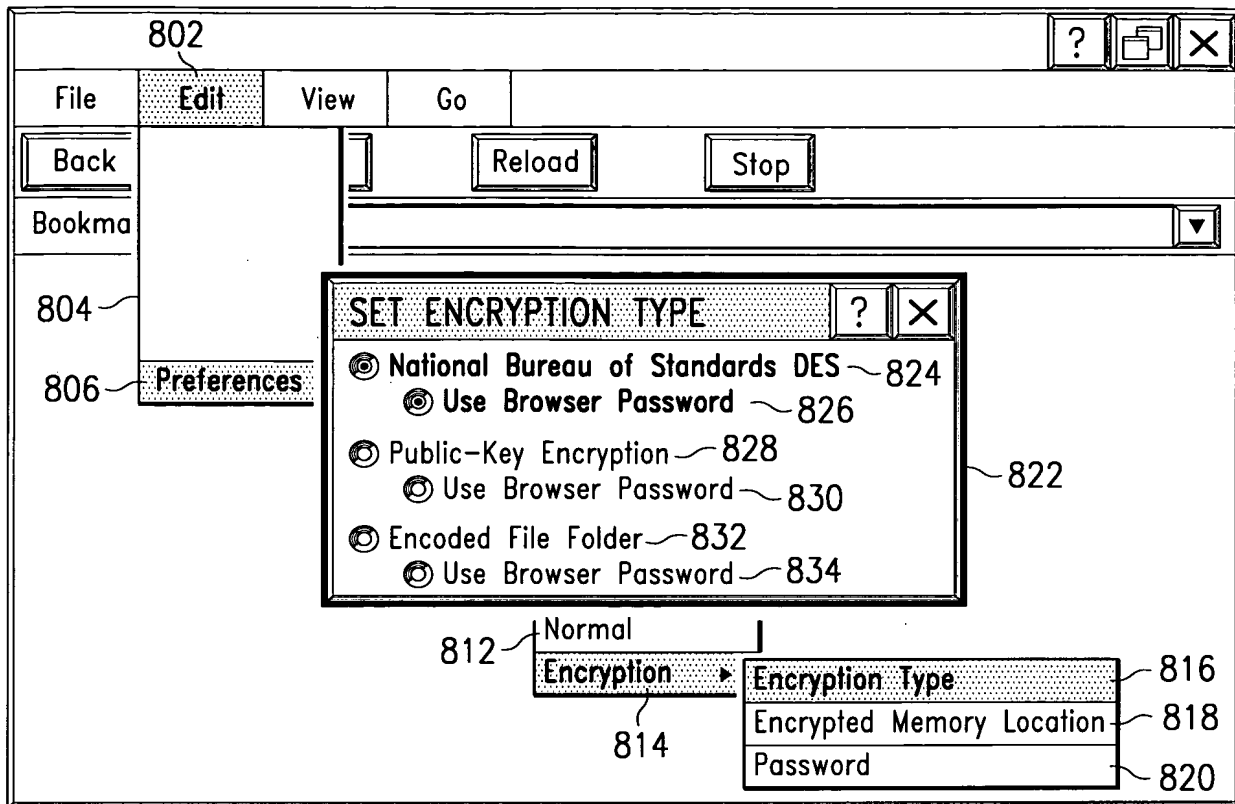 802
?
X
File Edit View Go
Back Reload Stop
Bookma
804
SET ENCRYPTION TYPE ? X
National Bureau of Standards DES 824
806 Preferences
Use Browser Password 826
Public-Key Encryption 828
822
Use Browser Password 830
Encoded File Folder 832
Use Browser Password 834
812 Normal
Encryption
Encryption Type 816
814
Encrypted Memory Location 818
Password 820